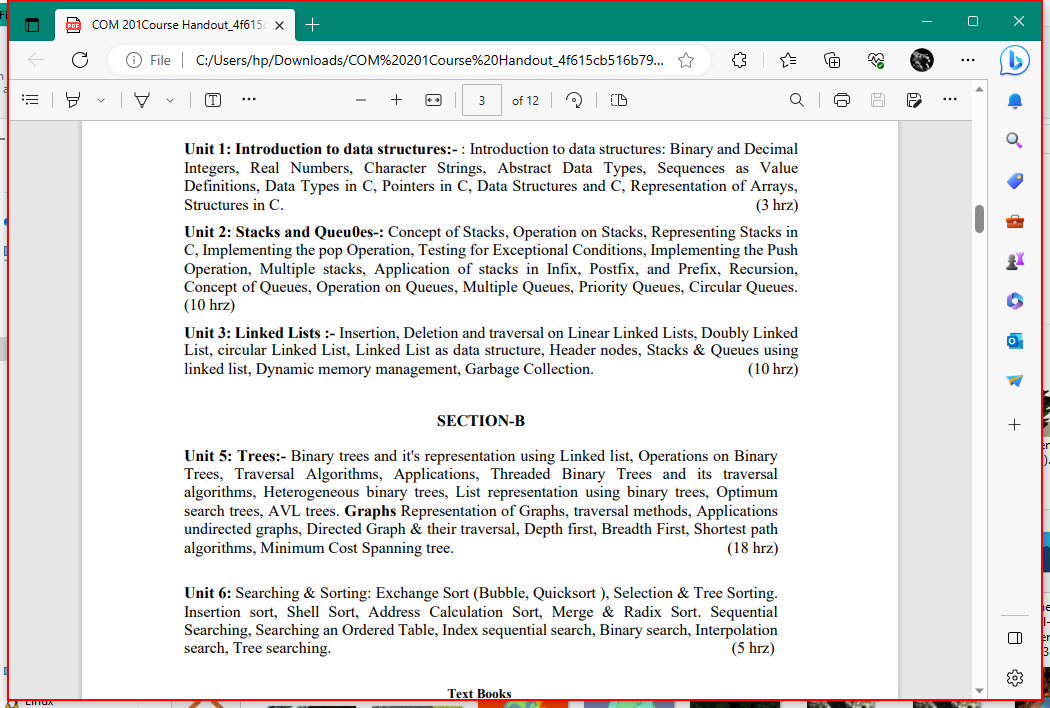 COM 201Course Handout_4f615c
File
C:/Users/hp/Downloads/COM%20201Course%20Handout_4f615cb516b79...
3 of 12
Unit 1: Introduction to data structures:- : Introduction to data structures: Binary and Decimal
Integers, Real Numbers, Character Strings, Abstract Data Types, Sequences as Value
Definitions, Data Types in C, Pointers in C, Data Structures and C, Representation of Arrays,
Structures in C. (3 hrz)
Unit 2: Stacks and Queu0es-: Concept of Stacks, Operation on Stacks, Representing Stacks in
C, Implementing the pop Operation, Testing for Exceptional Conditions, Implementing the Push
Operation, Multiple stacks, Application of stacks in Infix, Postfix, and Prefix, Recursion,
Concept of Queues, Operation on Queues, Multiple Queues, Priority Queues, Circular Queues.
(10 hrz)
Unit 3: Linked Lists :- Insertion, Deletion and traversal on Linear Linked Lists, Doubly Linked
List, circular Linked List, Linked List as data structure, Header nodes, Stacks & Queues using
linked list, Dynamic memory management, Garbage Collection. (10 hrz)
SECTION-B
Unit 5: Trees:- Binary trees and it's representation using Linked list, Operations on Binary
Trees, Traversal Algorithms, Applications, Threaded Binary Trees and its traversal
algorithms, Heterogeneous binary trees, List representation using binary trees, Optimum
search trees, AVL trees. Graphs Representation of Graphs, traversal methods, Applications
undirected graphs, Directed Graph & their traversal, Depth first, Breadth First, Shortest path
algorithms, Minimum Cost Spanning tree. (18 hrz)
Unit 6: Searching & Sorting: Exchange Sort (Bubble, Quicksort ), Selection & Tree Sorting.
Insertion sort, Shell Sort, Address Calculation Sort, Merge & Radix Sort. Sequential
Searching, Searching an Ordered Table, Index sequential search, Binary search, Interpolation
search, Tree searching. (5 hrz)
Text Books
Linux